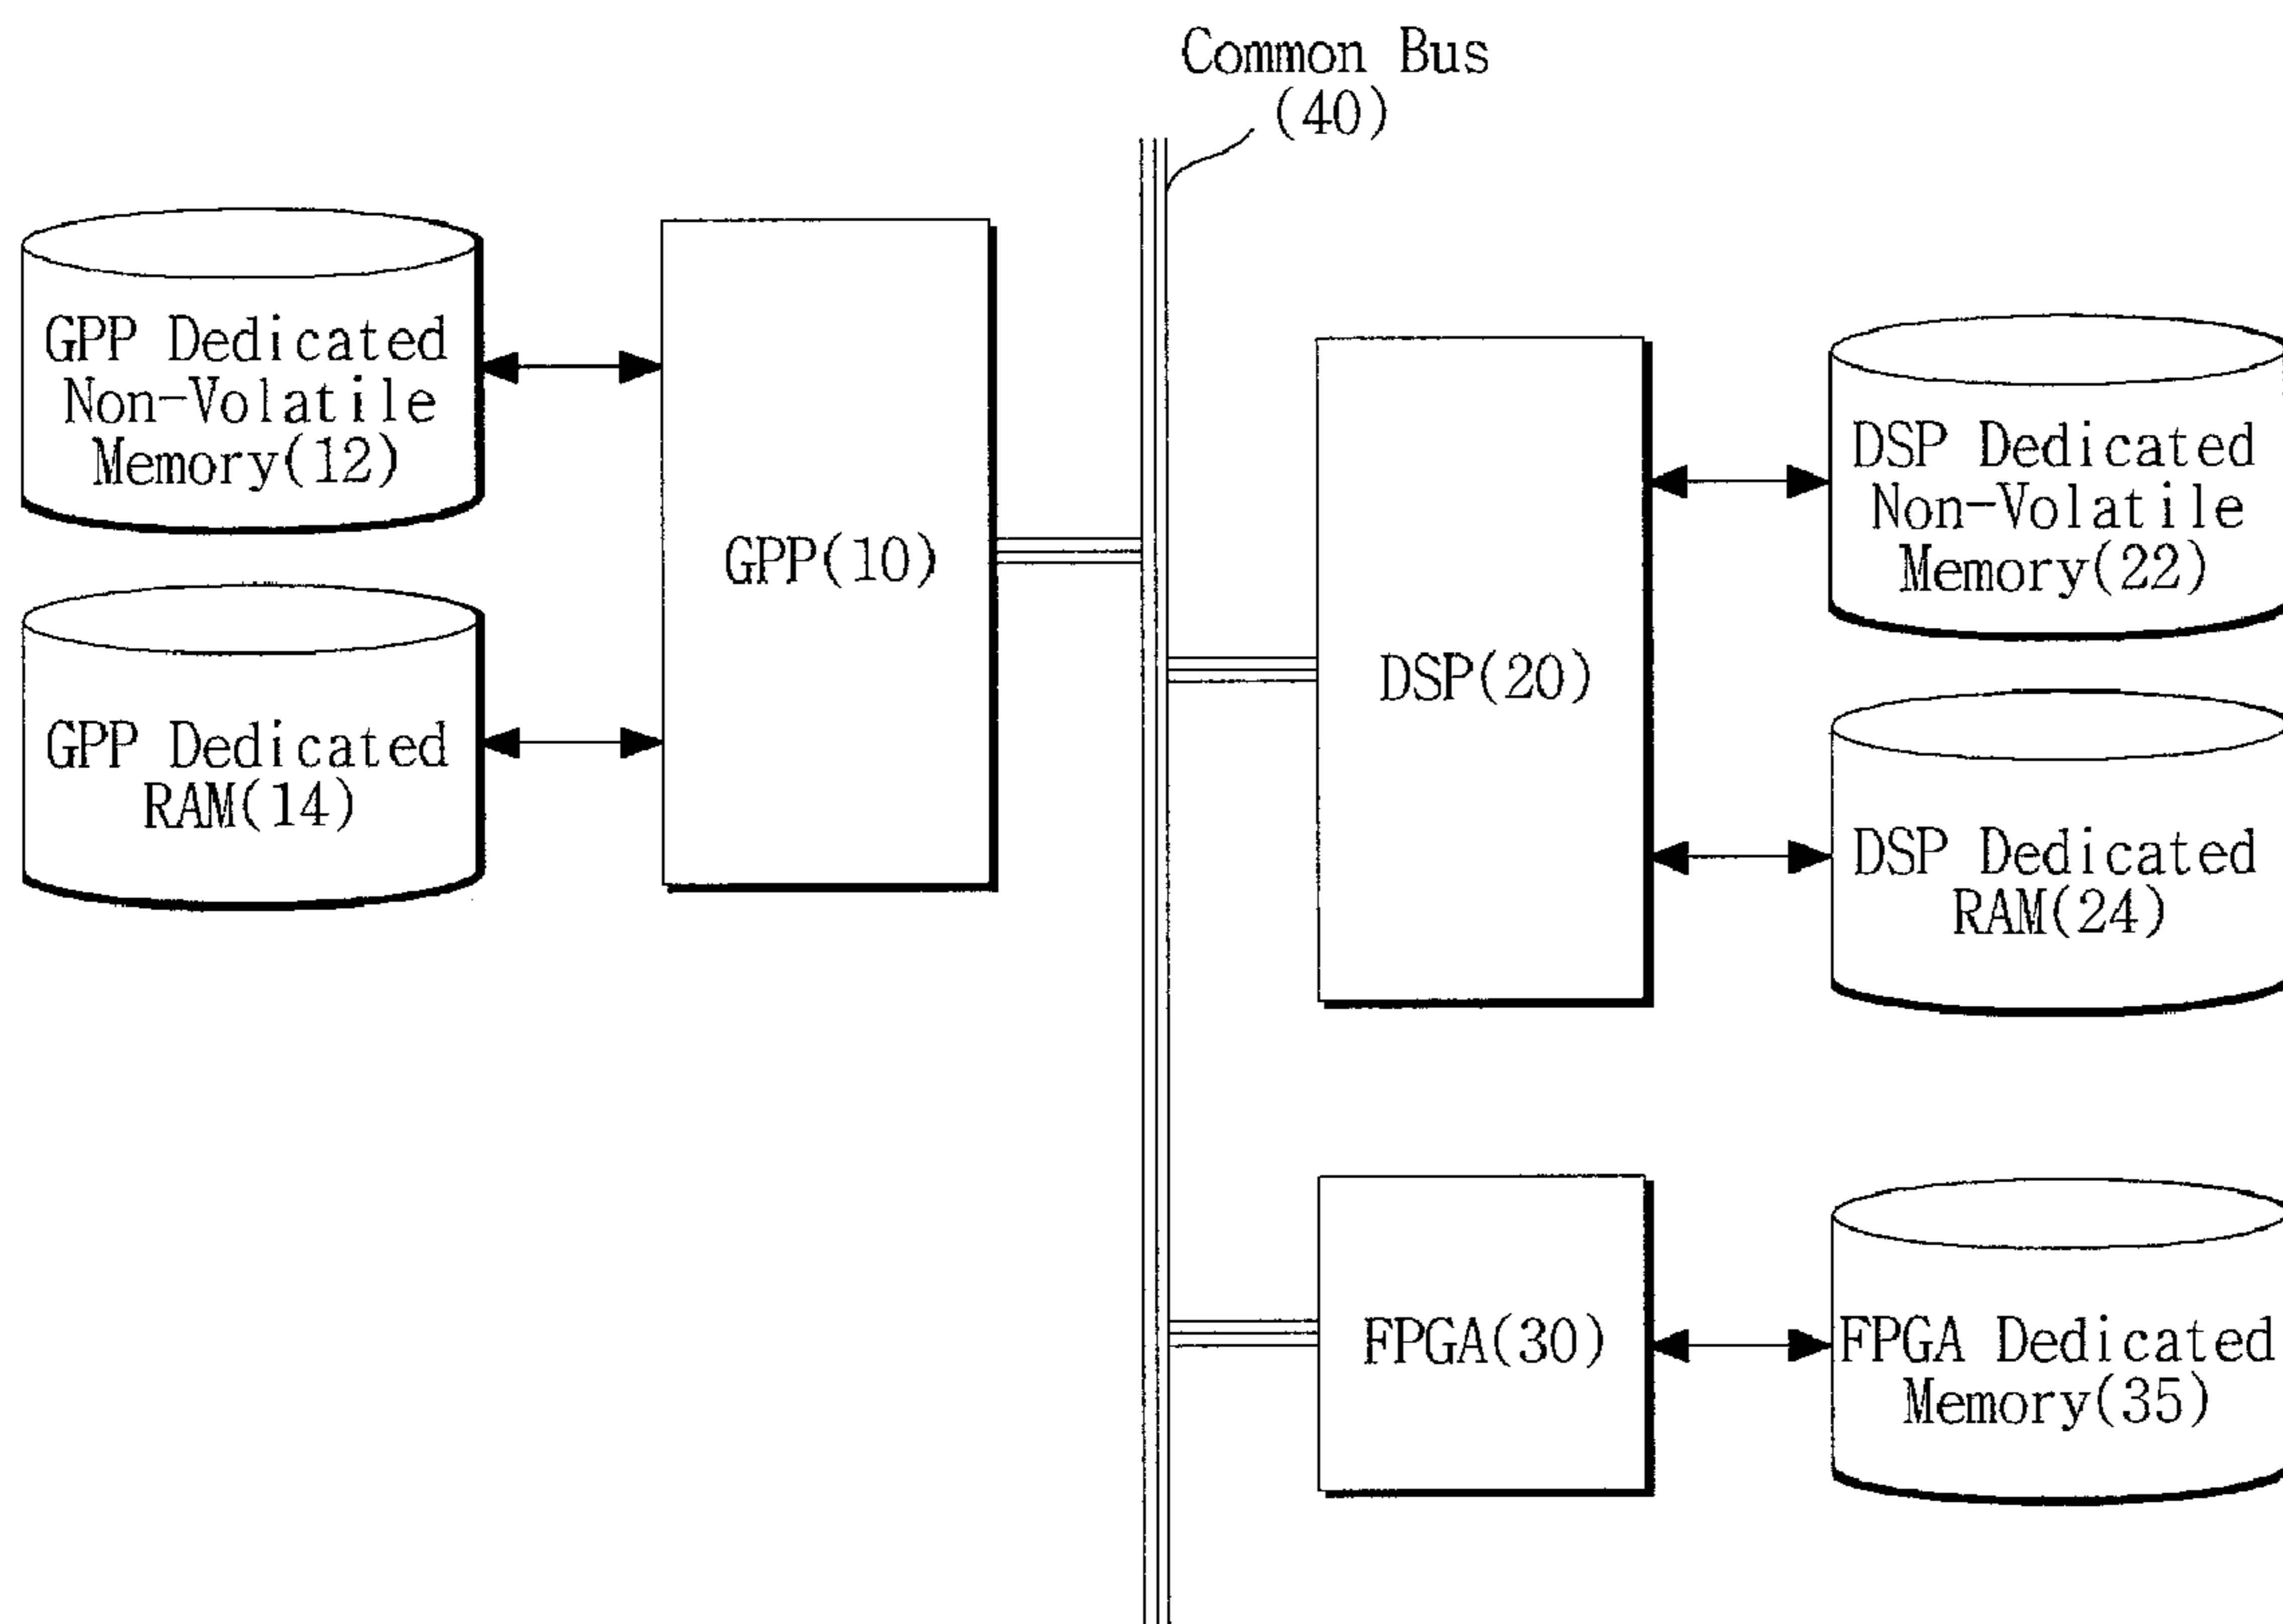 Common Bus
(40)
GPP Dedicated
Non-Volatile
Memory(12)
GPP(10)
GPP Dedicated
RAM(14)
DSP Dedicated
Non-Volatile
Memory(22)
DSP(20)
DSP Dedicated
RAM(24)
FPGA(30)
FPGA Dedicated
Memory(35)